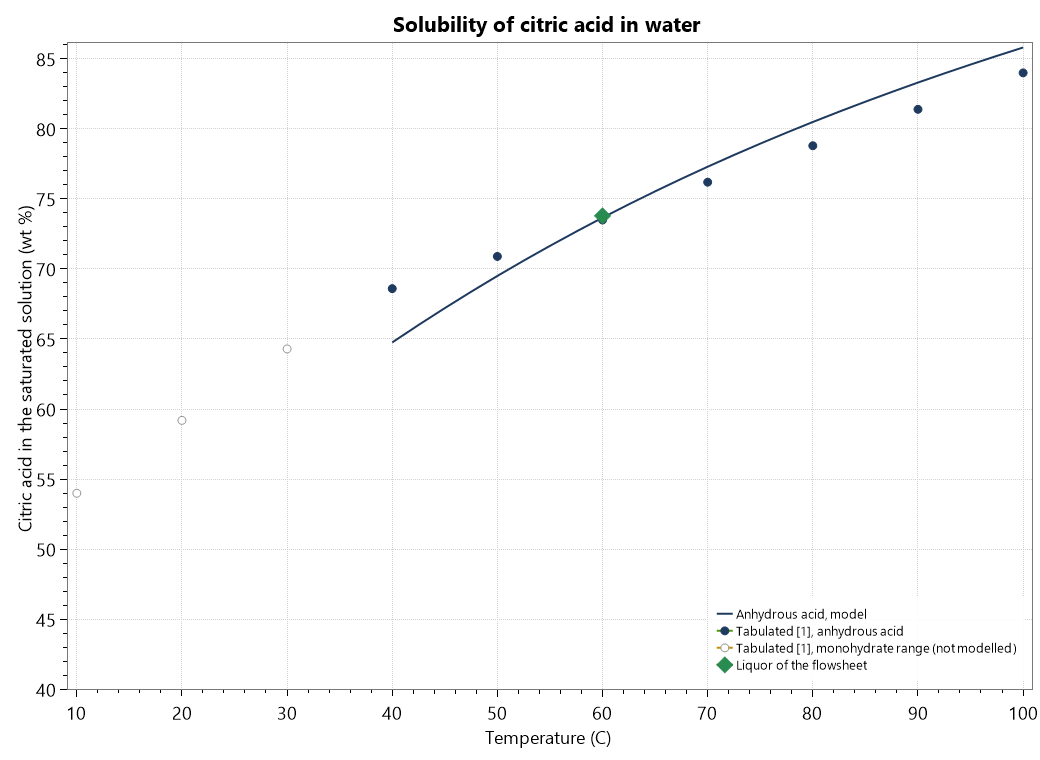 Solubility of citric acid in water
Citric acid in the saturated solution (wt %)
85
80
75
70
65
60
55
50
45
40
10 20 30 40 50 60 70 80 90 100
Temperature (C)
Anhydrous acid, model
Tabulated [1], anhydrous acid
Tabulated [1], monohydrate range (not modelled)
Liquor of the flowsheet